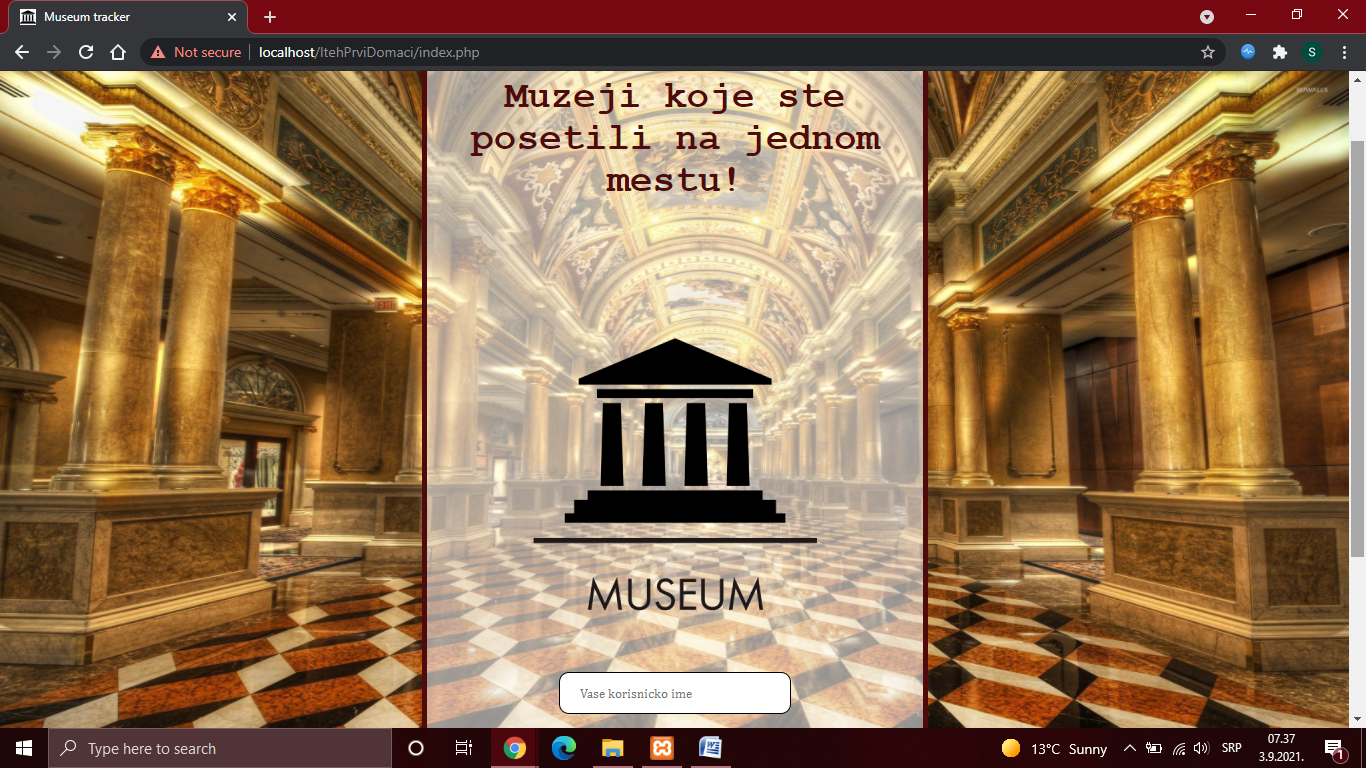 Museum tracker
Not secure
localhost/ItehPrviDomaci/index.php
S
Muzeji koje ste
posetili na jednom
mestu!
MUSEUM
Vase korisnicko ime
Type here to search
13°C Sunny
SRP
07.37
3.9.2021.
1